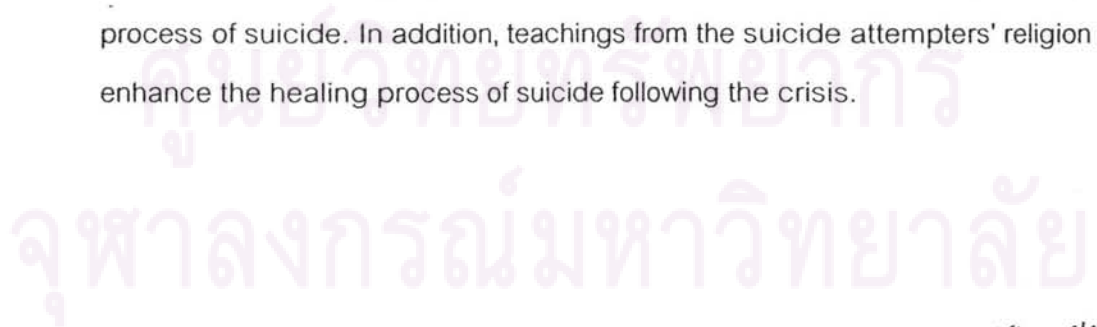 process of suicide. In addition, teachings from the suicide attempters' religion
enhance the healing process of suicide following the crisis.
ศูนย์วิทยทรัพยากร
จุฬาลงกรณ์มหาวิทยาลัย